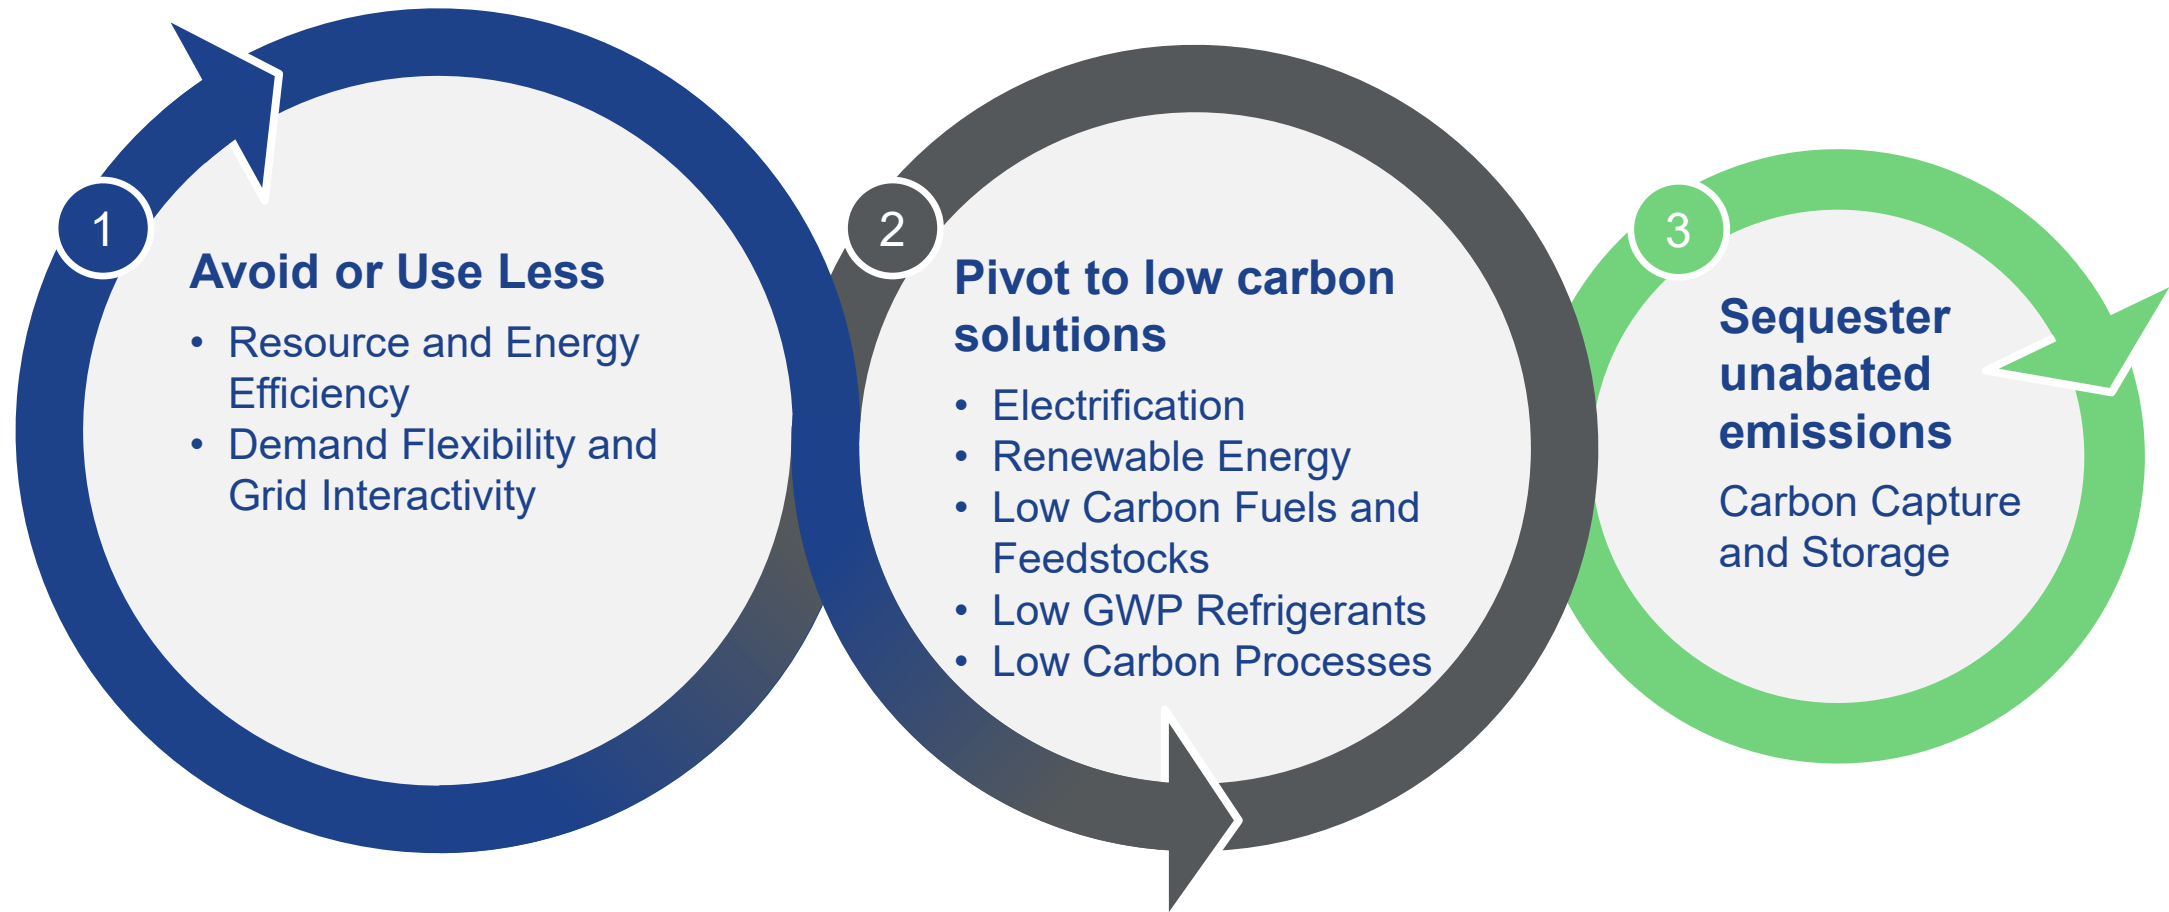 1
Avoid or Use Less
• Resource and Energy
Efficiency
• Demand Flexibility and
Grid Interactivity
2
Pivot to low carbon
solutions
• Electrification
• Renewable Energy
• Low Carbon Fuels and
Feedstocks
• Low GWP Refrigerants
• Low Carbon Processes
3
Sequester
unabated
emissions
Carbon Capture
and Storage